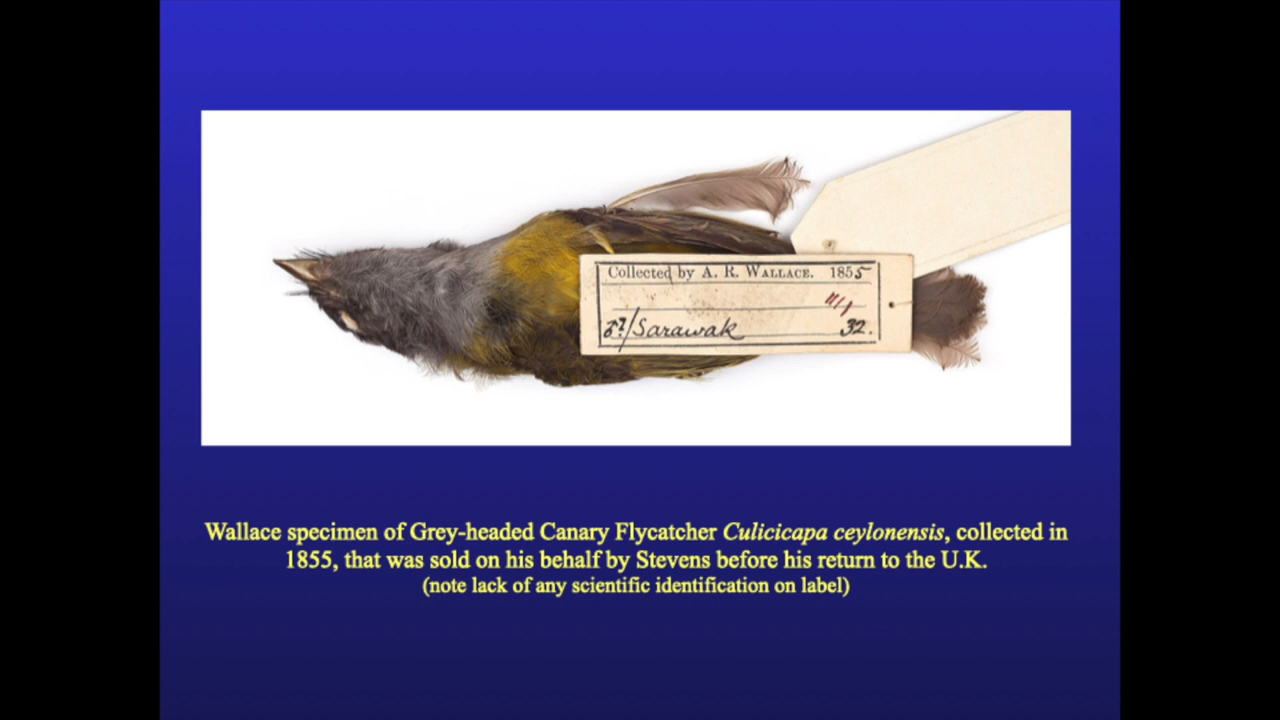 Collected by A. R. WALLACE. 1855
♂?/Sarawak 32.
Wallace specimen of Grey-headed Canary Flycatcher Culicicapa ceylonensis, collected in
1855, that was sold on his behalf by Stevens before his return to the U.K.
(note lack of any scientific identification on label)